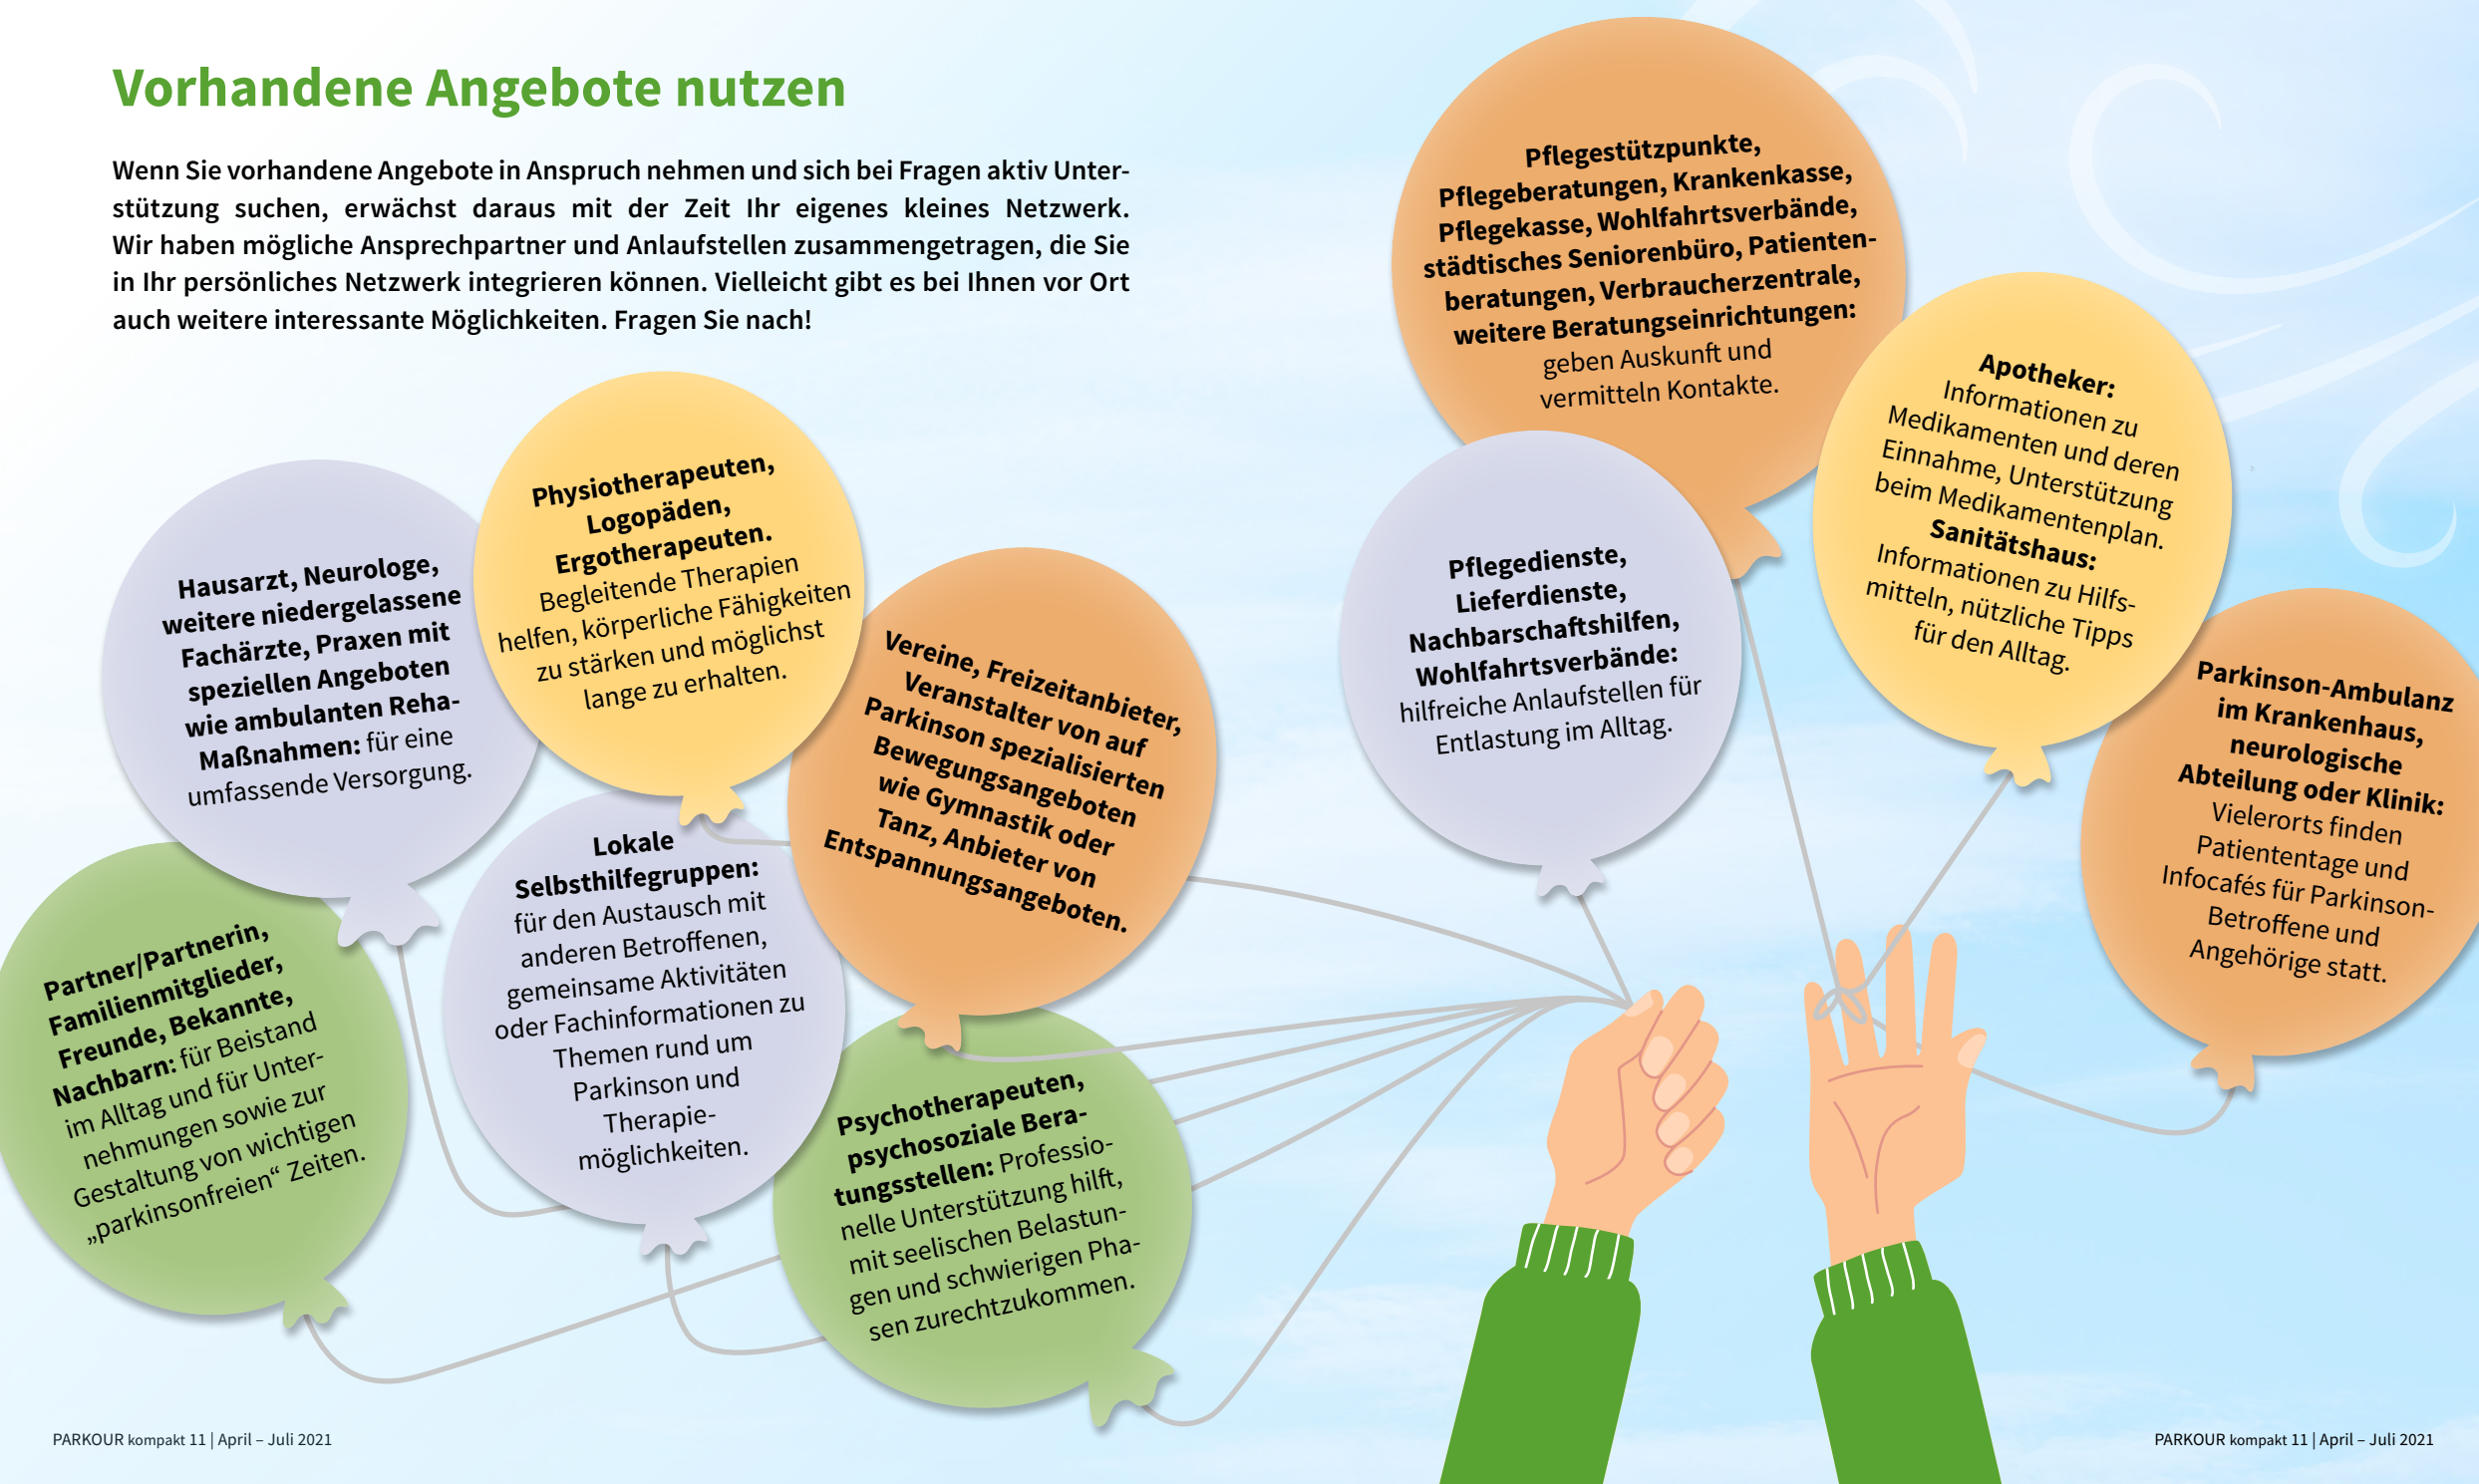 Vorhandene Angebote nutzen
Wenn Sie vorhandene Angebote in Anspruch nehmen und sich bei Fragen aktiv Unter-
stützung suchen, erwächst daraus mit der Zeit Ihr eigenes kleines Netzwerk.
Wir haben mögliche Ansprechpartner und Anlaufstellen zusammengetragen, die Sie
in Ihr persönliches Netzwerk integrieren können. Vielleicht gibt es bei Ihnen vor Ort
auch weitere interessante Möglichkeiten. Fragen Sie nach!
Hausarzt, Neurologe,
weitere niedergelassene
Fachärzte, Praxen mit
speziellen Angeboten
wie ambulanten Reha-
Maßnahmen: für eine
umfassende Versorgung.
Physiotherapeuten,
Logopäden,
Ergotherapeuten.
Begleitende Therapien
helfen, körperliche Fähigkeiten
zu stärken und möglichst
lange zu erhalten.
Vereine, Freizeitanbieter,
Veranstalter von auf
Parkinson spezialisierten
Bewegungsangeboten
wie Gymnastik oder
Tanz, Anbieter von
Entspannungsangeboten.
Partner/Partnerin,
Familienmitglieder,
Freunde, Bekannte,
Nachbarn: für Beistand
im Alltag und für Unter-
nehmungen sowie zur
Gestaltung von wichtigen
„parkinsonfreien“ Zeiten.
Lokale
Selbsthilfegruppen:
für den Austausch mit
anderen Betroffenen,
gemeinsame Aktivitäten
oder Fachinformationen zu
Themen rund um
Parkinson und
Therapie-
möglichkeiten.
Psychotherapeuten,
psychosoziale Bera-
tungsstellen: Professio-
nelle Unterstützung hilft,
mit seelischen Belastun-
gen und schwierigen Pha-
sen zurechtzukommen.
Pflegestützpunkte,
Pflegeberatungen, Krankenkasse,
Pflegekasse, Wohlfahrtsverbände,
städtisches Seniorenbüro, Patienten-
beratungen, Verbraucherzentrale,
weitere Beratungseinrichtungen:
geben Auskunft und
vermitteln Kontakte.
Pflegedienste,
Lieferdienste,
Nachbarschaftshilfen,
Wohlfahrtsverbände:
hilfreiche Anlaufstellen für
Entlastung im Alltag.
Apotheker:
Informationen zu
Medikamenten und deren
Einnahme, Unterstützung
beim Medikamentenplan.
Sanitätshaus:
Informationen zu Hilfs-
mitteln, nützliche Tipps
für den Alltag.
Parkinson-Ambulanz
im Krankenhaus,
neurologische
Abteilung oder Klinik:
Vielerorts finden
Patiententage und
Infocafés für Parkinson-
Betroffene und
Angehörige statt.
PARKOUR kompakt 11 | April – Juli 2021
PARKOUR kompakt 11 | April – Juli 2021